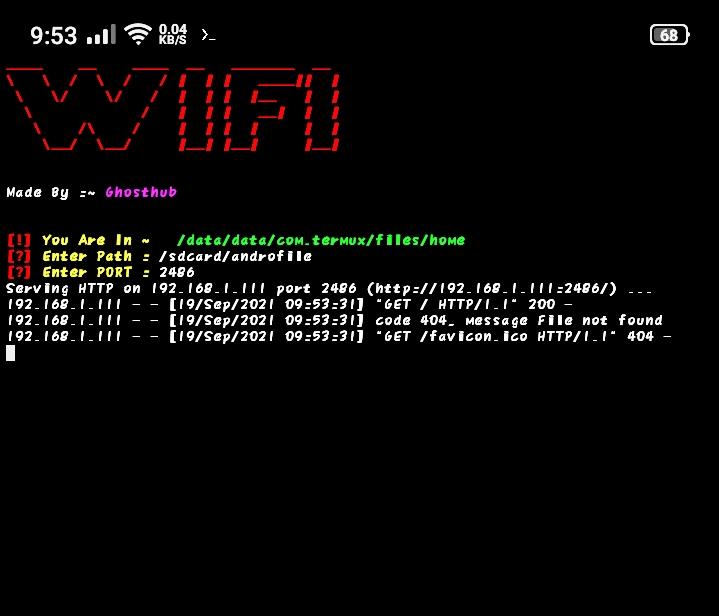 9:53 0.04 KB/S >_ 68
WIFI
Made By :~ Ghosthub
[!] You Are In ~ /data/data/com.termux/files/home
[?] Enter Path : /sdcard/androfile
[?] Enter PORT : 2486
Serving HTTP on 192.168.1.111 port 2486 (http://192.168.1.111:2486/) ...
192.168.1.111 - - [19/Sep/2021 09:53:31] "GET / HTTP/1.1" 200 -
192.168.1.111 - - [19/Sep/2021 09:53:31] code 404, message File not found
192.168.1.111 - - [19/Sep/2021 09:53:31] "GET /favicon.ico HTTP/1.1" 404 -